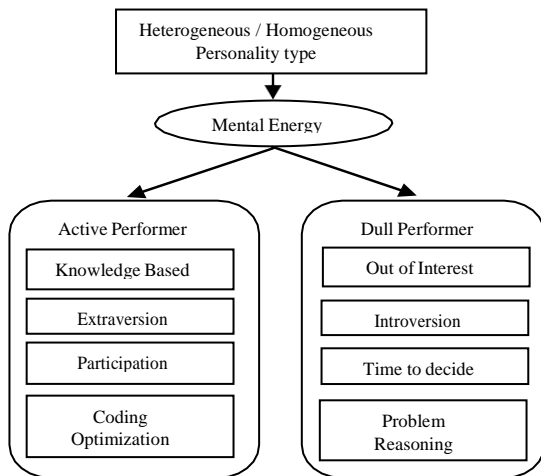 Heterogeneous / Homogeneous
Personality type
Mental Energy
Active Performer
Knowledge Based
Extraversion
Participation
Coding
Optimization
Dull Performer
Out of Interest
Introversion
Time to decide
Problem
Reasoning